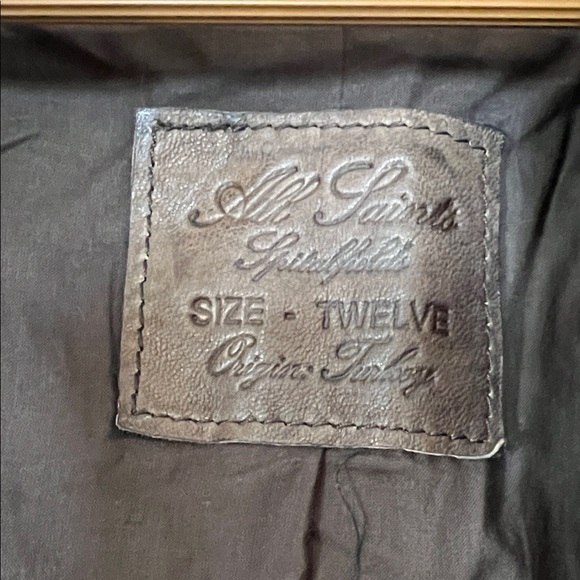 All Saints
Spitalfields
SIZE - TWELVE
Origin: Turkey